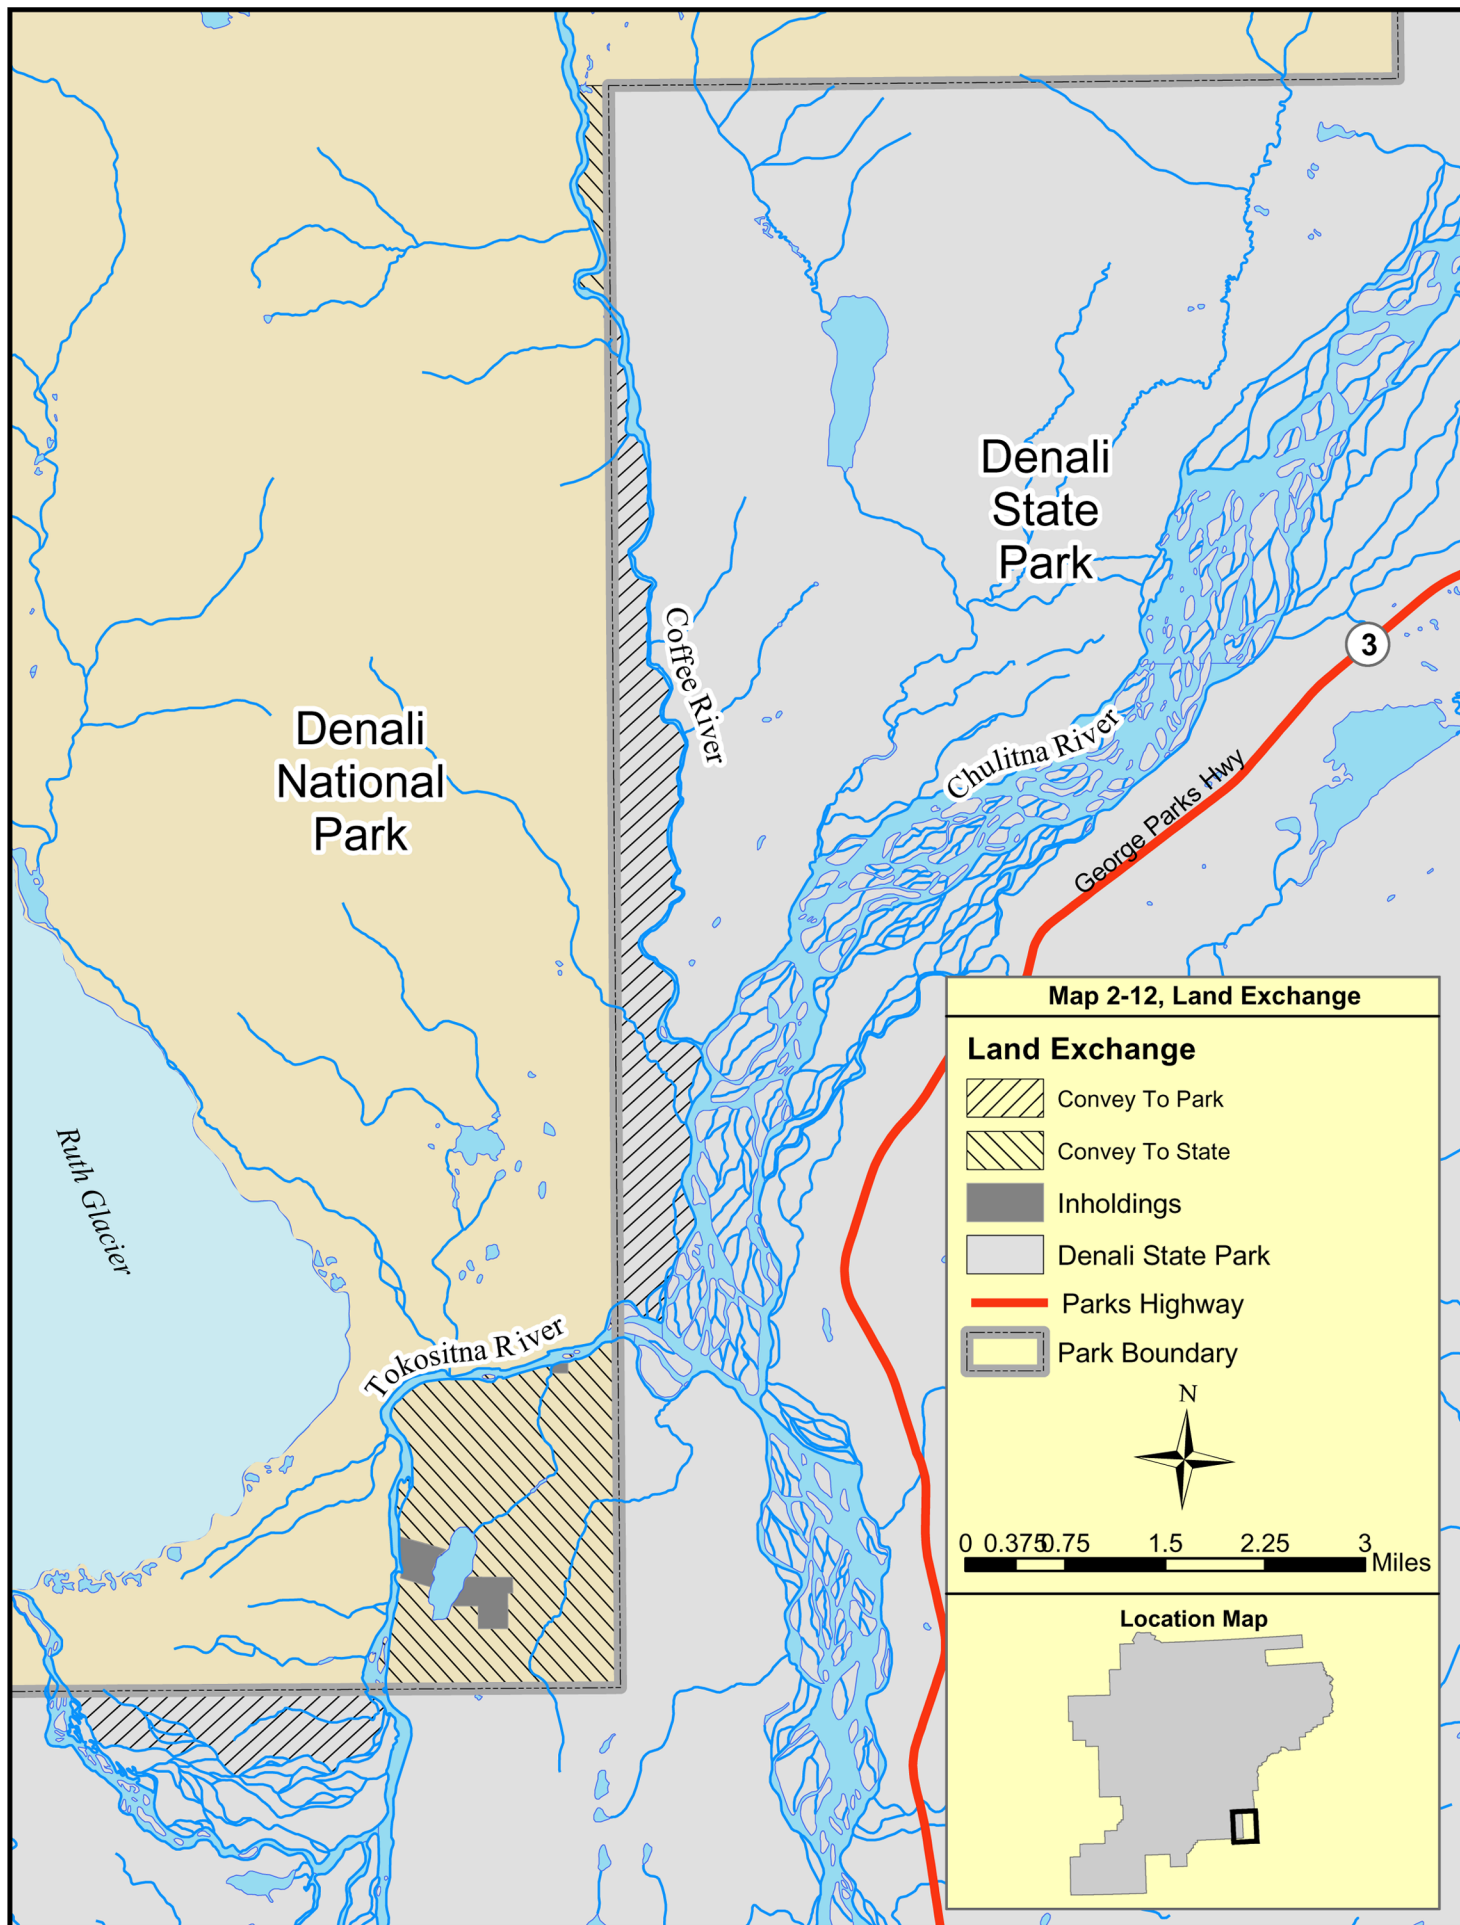 Denali
State
Park
Coffee River
3
Denali
National
Park
Chulitna River
George Parks Hwy
Ruth Glacier
Tokositna River
Map 2-12, Land Exchange
Land Exchange
Convey To Park
Convey To State
Inholdings
Denali State Park
Parks Highway
Park Boundary
N
0 0.375 0.75 1.5 2.25 3
Miles
Location Map